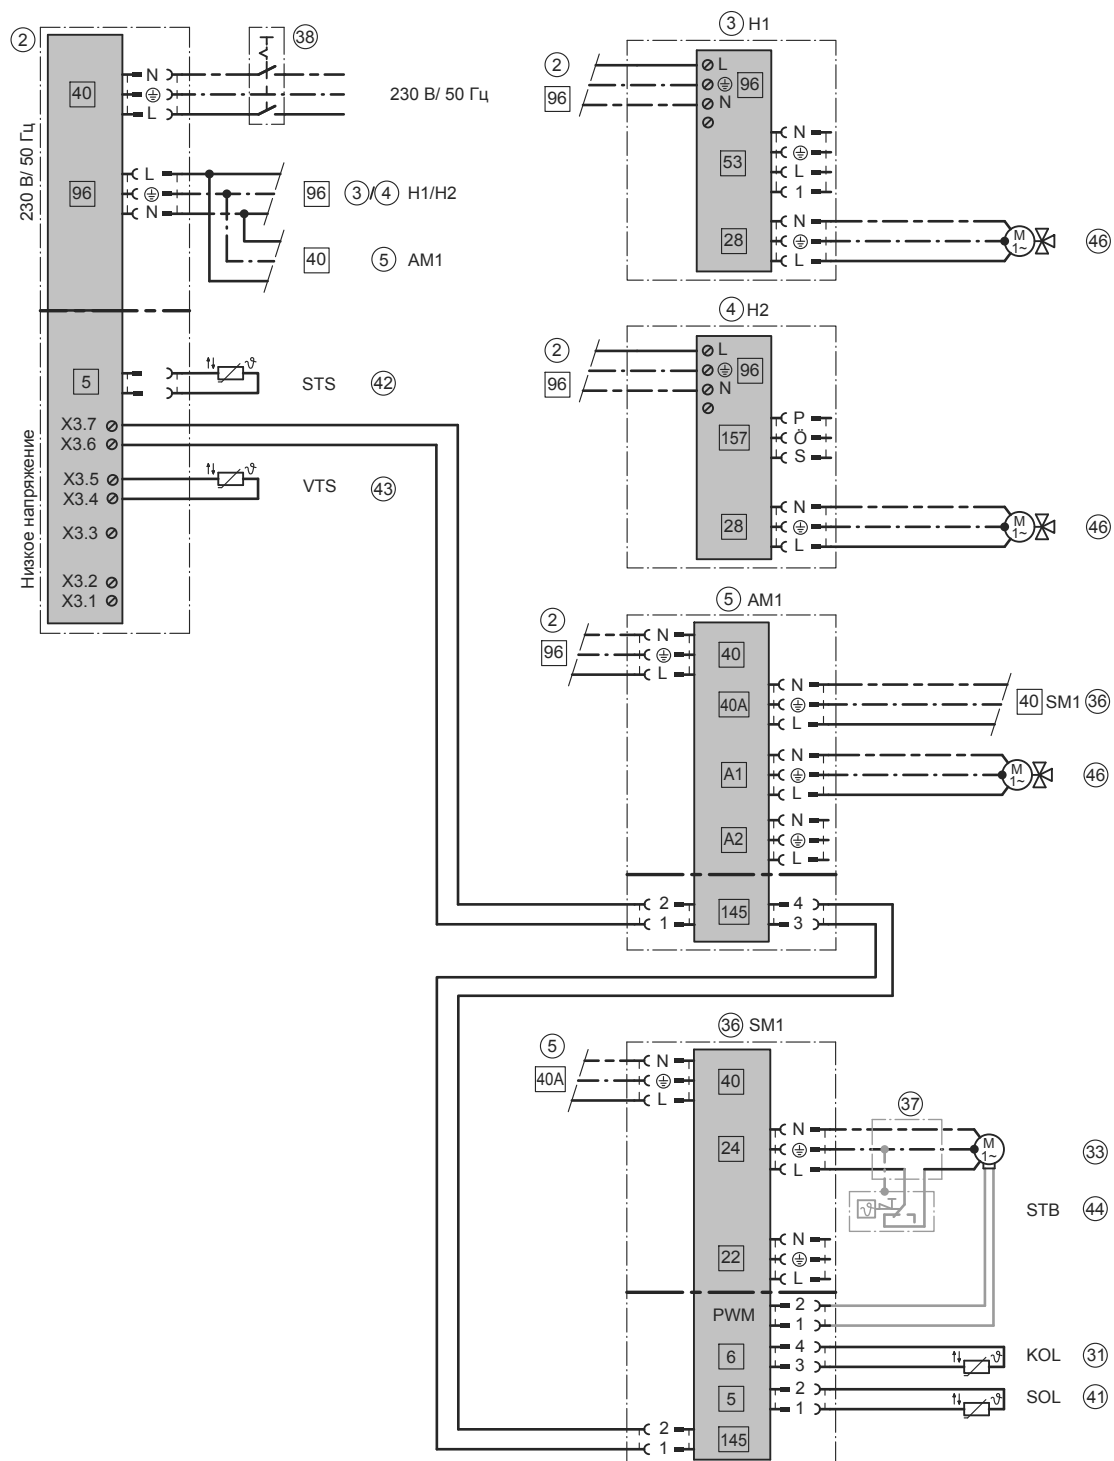 2
230 В/ 50 Гц
40
N
L
38
230 В/ 50 Гц
96
L
N
96 3/4 H1/H2
40 5 AM1
Низкое напряжение
5
ϑ
STS 42
X3.7
X3.6
X3.5
X3.4
ϑ
VTS 43
X3.3
X3.2
X3.1
3 H1
2
96
L
N
96
53
N
L
1
28
N
L
M
1~
46
4 H2
2
96
L
N
96
157
P
Ö
S
28
N
L
M
1~
46
5 AM1
2
96
N
L
40
40A
N
L
40 SM1 36
A1
N
L
M
1~
46
A2
N
L
2
1
145
4
3
36 SM1
5
40A
N
L
40
37
24
N
L
M
1~
33
ϑ
STB 44
22
N
L
PWM
2
1
6
4
3
ϑ
KOL 31
5
2
1
ϑ
SOL 41
2
1
145